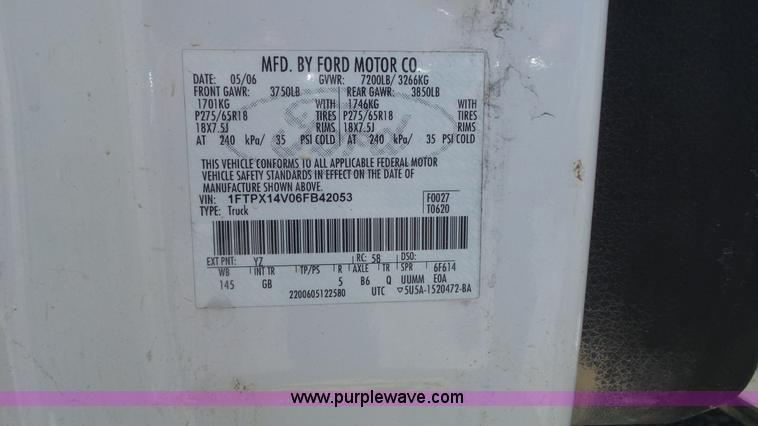 MFD. BY FORD MOTOR CO.
DATE: 05/06 GVWR: 7200LB/ 3266KG
FRONT GAWR: 3750LB REAR GAWR: 3850LB
1701KG WITH 1746KG WITH
P275/65R18 TIRES P275/65R18 TIRES
18X7.5J RIMS 18X7.5J RIMS
AT 240 kPa/ 35 PSI COLD AT 240 kPa/ 35 PSI COLD
Ford
THIS VEHICLE CONFORMS TO ALL APPLICABLE FEDERAL MOTOR
VEHICLE SAFETY STANDARDS IN EFFECT ON THE DATE OF
MANUFACTURE SHOWN ABOVE.
VIN: 1FTPX14V06FB42053 F0027
TYPE: Truck T0620
EXT PNT: YZ RC: 58 DSO:
WB INT TR TP/PS R AXLE TR SPR 6F614
145 GB 5 B6 Q UUMM E0A
2200605122580 UTC ▽5U5A-1520472-BA
www.purplewave.com